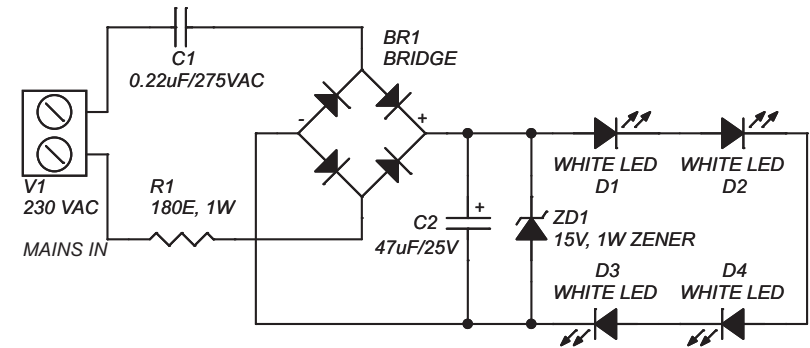 BR1
BRIDGE
C1
0.22uF/275VAC
-
+
V1
230 VAC
MAINS IN
R1
180E, 1W
C2
+
47uF/25V
ZD1
15V, 1W ZENER
WHITE LED
D1
WHITE LED
D2
D3
WHITE LED
D4
WHITE LED